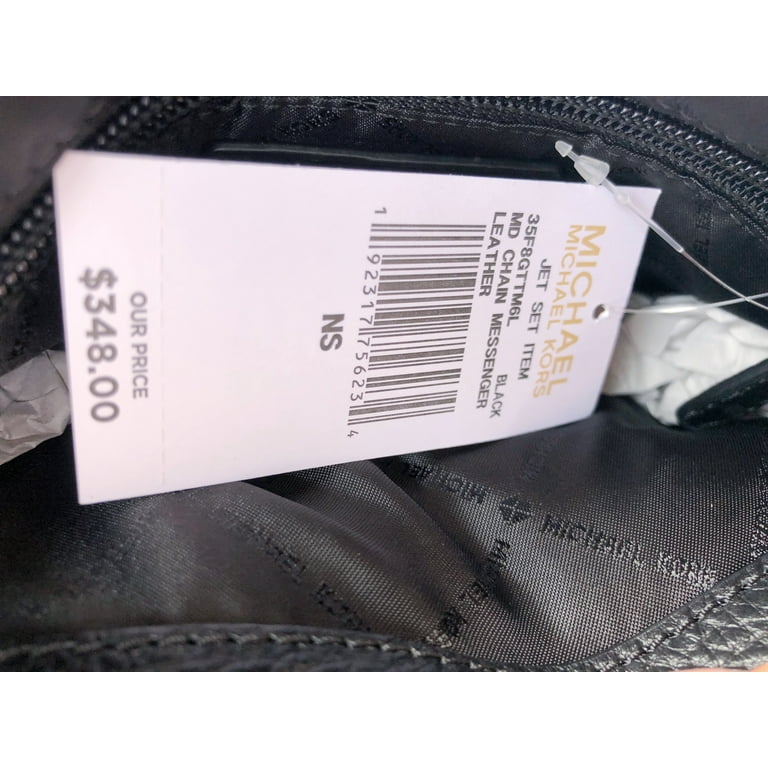 MICHAEL
MICHAEL KORS
JET SET ITEM
35F8GTTM6L BLACK
MD CHAIN MESSENGER
LEATHER
1 92317 75623 4
NS
OUR PRICE
$348.00
MICHAEL KORS